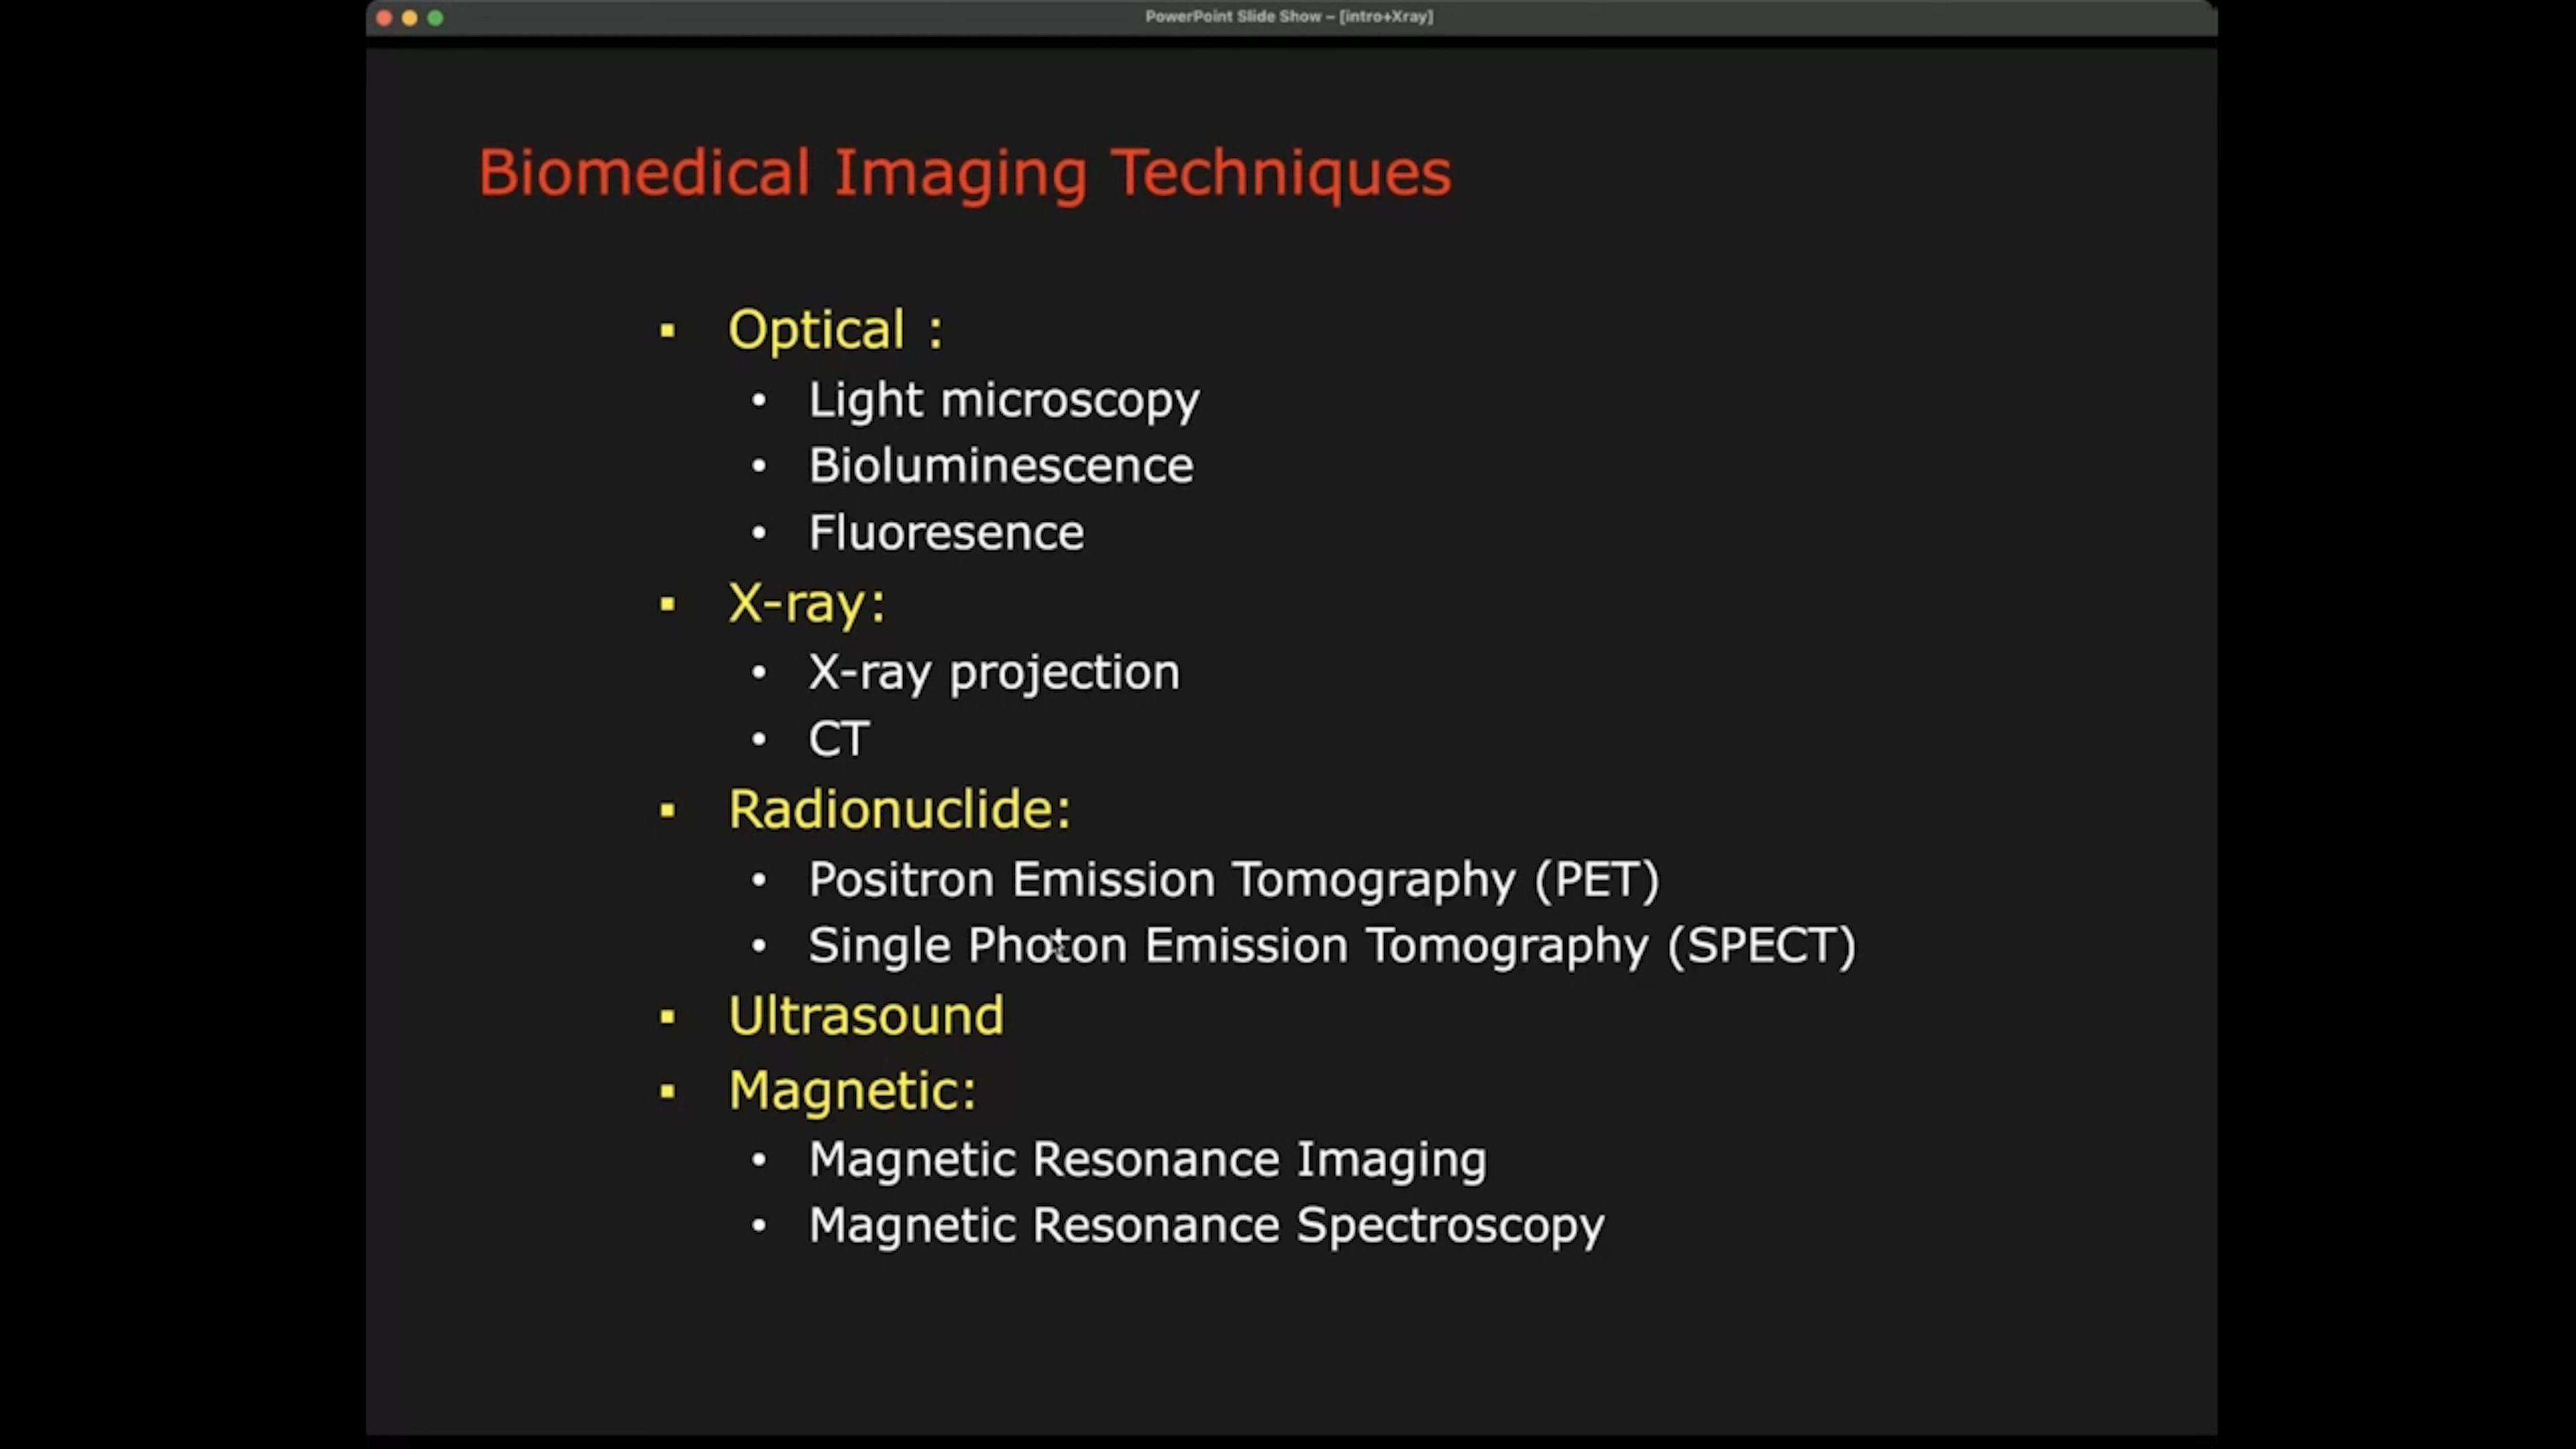 PowerPoint Slide Show – [intro+Xray]
Biomedical Imaging Techniques
▪ Optical :
• Light microscopy
• Bioluminescence
• Fluoresence
▪ X-ray:
• X-ray projection
• CT
▪ Radionuclide:
• Positron Emission Tomography (PET)
• Single Photon Emission Tomography (SPECT)
▪ Ultrasound
▪ Magnetic:
• Magnetic Resonance Imaging
• Magnetic Resonance Spectroscopy